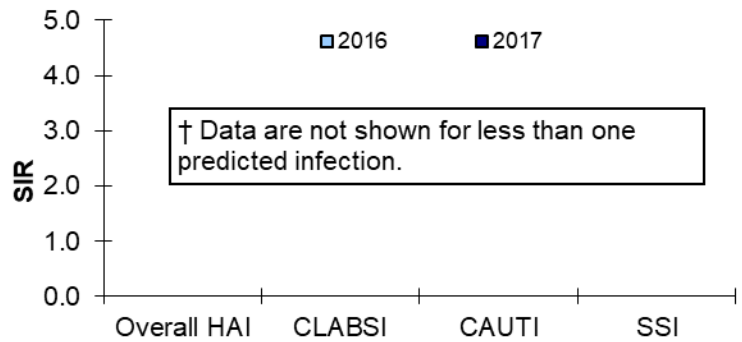 5.0
2016
2017
4.0
† Data are not shown for less than one
predicted infection.
3.0
2.0
SIR
1.0
0.0
Overall HAI
CLABSI
CAUTI
SSI